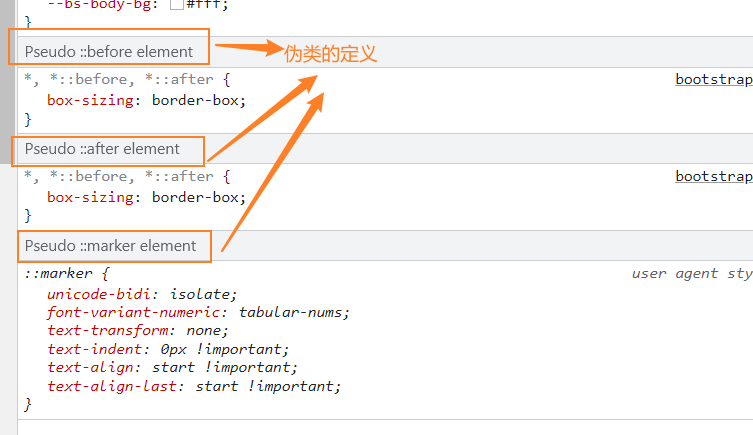 --bs-body-bg: #fff;
}
Pseudo ::before element
伪类的定义
*, *::before, *::after {
bootstrap
box-sizing: border-box;
}
Pseudo ::after element
*, *::before, *::after {
bootstrap
box-sizing: border-box;
}
Pseudo ::marker element
::marker {
user agent sty
unicode-bidi: isolate;
font-variant-numeric: tabular-nums;
text-transform: none;
text-indent: 0px !important;
text-align: start !important;
text-align-last: start !important;
}